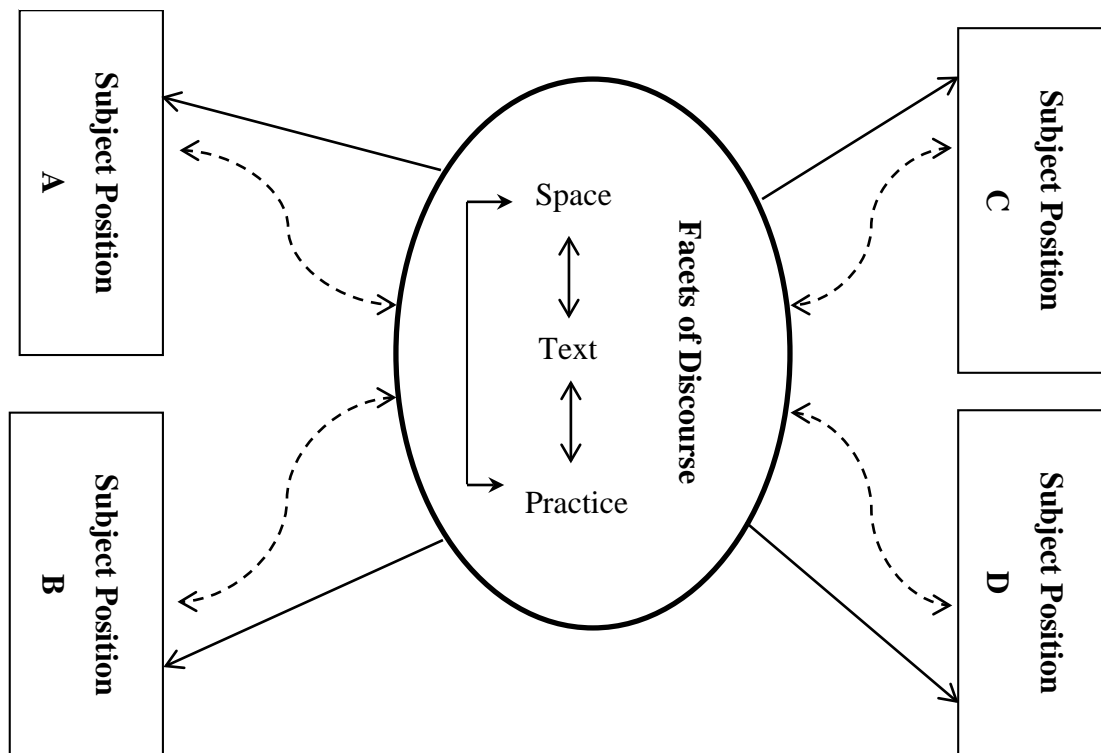 Subject Position
A
Subject Position
B
Facets of Discourse
Space
Text
Practice
Subject Position
C
Subject Position
D